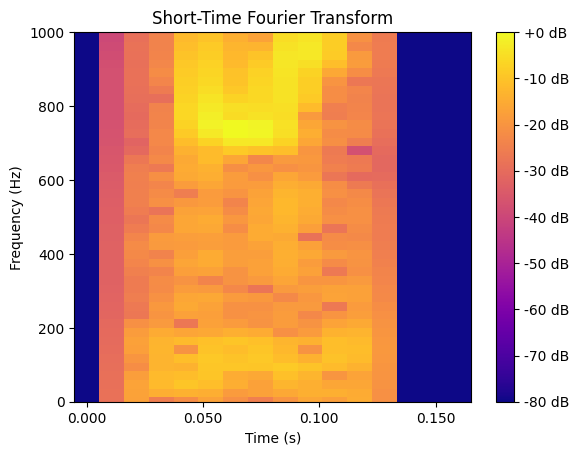 Short-Time Fourier Transform
1000
800
600
400
200
0
Frequency (Hz)
0.000
0.050
0.100
0.150
Time (s)
+0 dB
-10 dB
-20 dB
-30 dB
-40 dB
-50 dB
-60 dB
-70 dB
-80 dB